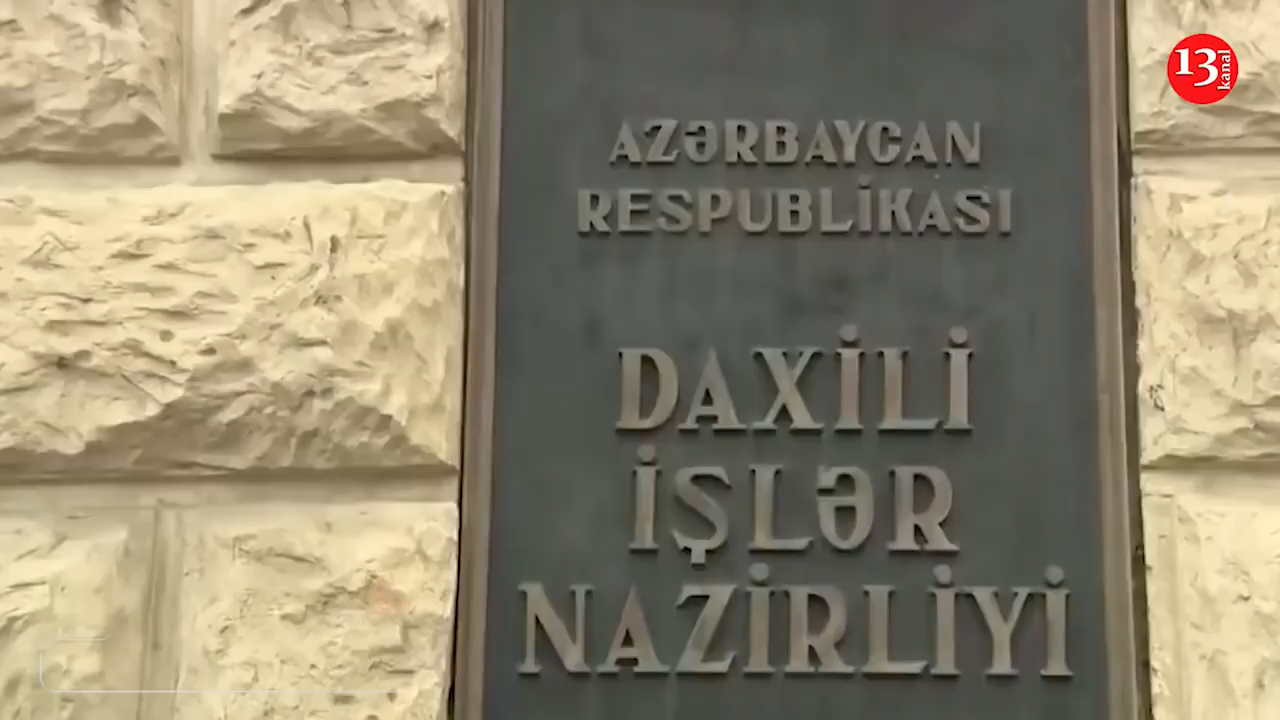 13
kanal
AZƏRBAYCAN
RESPUBLİKASI
DAXİLİ
İŞLƏR
NAZİRLİYİ